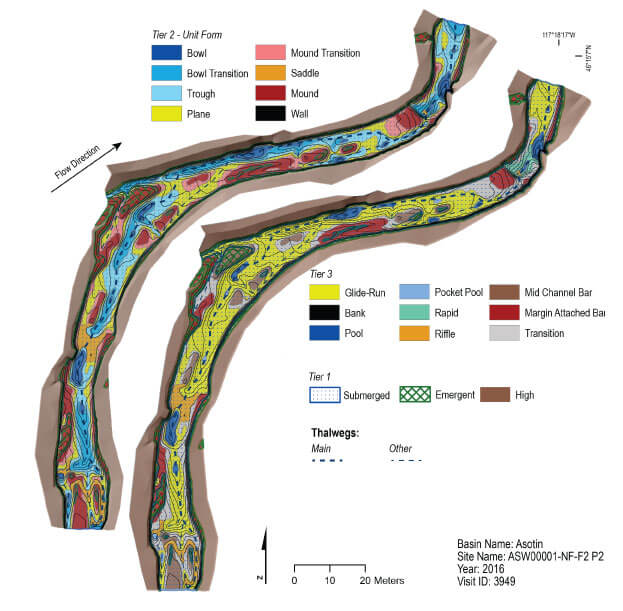 Tier 2 - Unit Form
Bowl
Bowl Transition
Trough
Plane
Mound Transition
Saddle
Mound
Wall
117°18'17"W
46°15'7"N
Flow Direction
Tier 3
Glide-Run
Bank
Pool
Pocket Pool
Rapid
Riffle
Mid Channel Bar
Margin Attached Bar
Transition
Tier 1
Submerged
Emergent
High
Thalwegs:
Main
Other
N
0 10 20 Meters
Basin Name: Asotin
Site Name: ASW00001-NF-F2 P2
Year: 2016
Visit ID: 3949